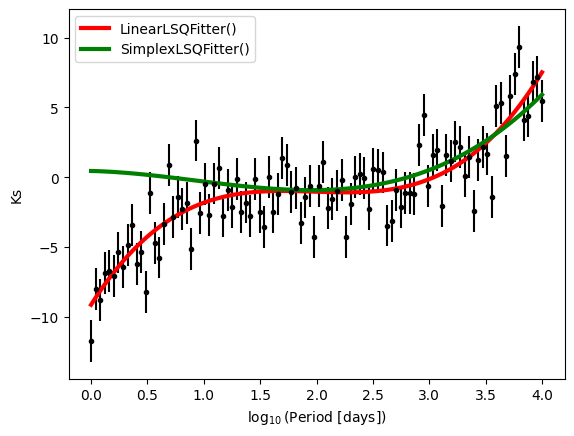 LinearLSQFitter()
SimplexLSQFitter()
10
5
0
−5
−10
Ks
0.0 0.5 1.0 1.5 2.0 2.5 3.0 3.5 4.0
log₁₀(Period [days])